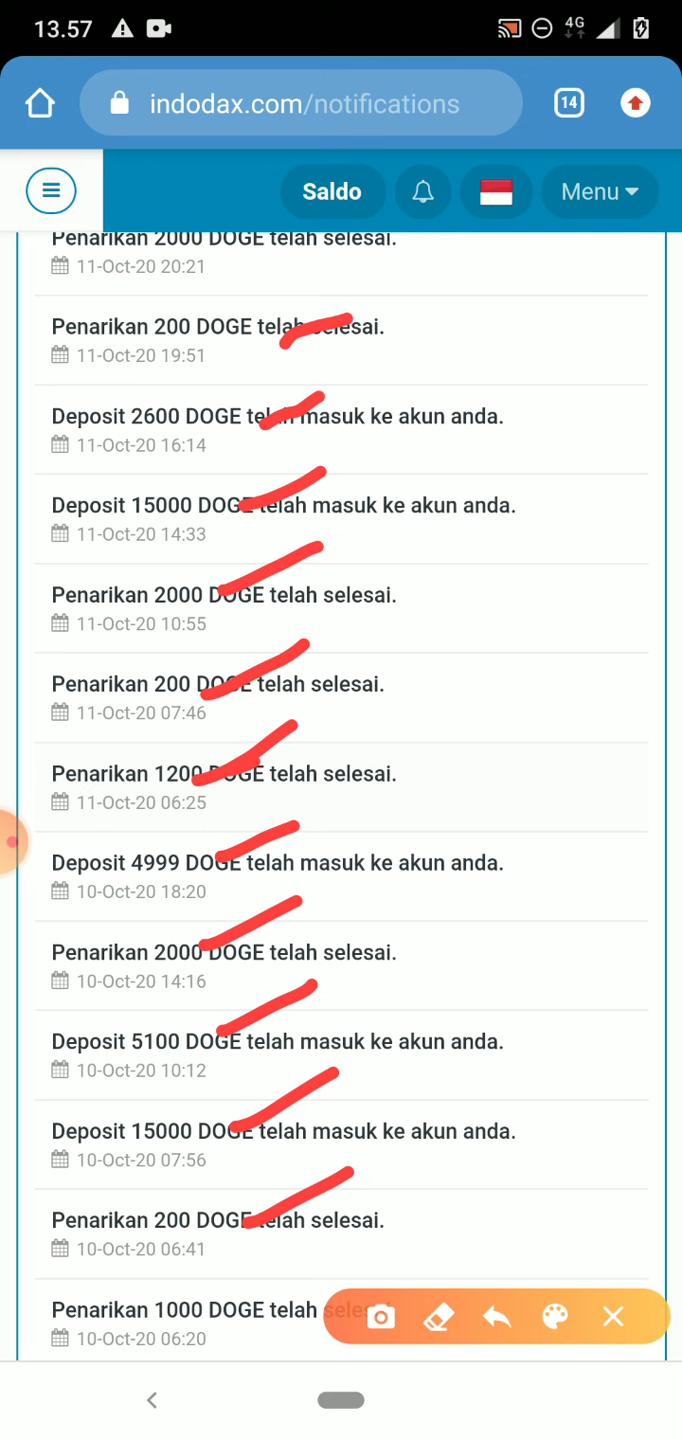 13.57
4G
indodax.com/notifications
14
Saldo
Menu
Penarikan 2000 DOGE telah selesai.
11-Oct-20 20:21
Penarikan 200 DOGE telah selesai.
11-Oct-20 19:51
Deposit 2600 DOGE telah masuk ke akun anda.
11-Oct-20 16:14
Deposit 15000 DOGE telah masuk ke akun anda.
11-Oct-20 14:33
Penarikan 2000 DOGE telah selesai.
11-Oct-20 10:55
Penarikan 200 DOGE telah selesai.
11-Oct-20 07:46
Penarikan 1200 DOGE telah selesai.
11-Oct-20 06:25
Deposit 4999 DOGE telah masuk ke akun anda.
10-Oct-20 18:20
Penarikan 2000 DOGE telah selesai.
10-Oct-20 14:16
Deposit 5100 DOGE telah masuk ke akun anda.
10-Oct-20 10:12
Deposit 15000 DOGE telah masuk ke akun anda.
10-Oct-20 07:56
Penarikan 200 DOGE telah selesai.
10-Oct-20 06:41
Penarikan 1000 DOGE telah
10-Oct-20 06:20